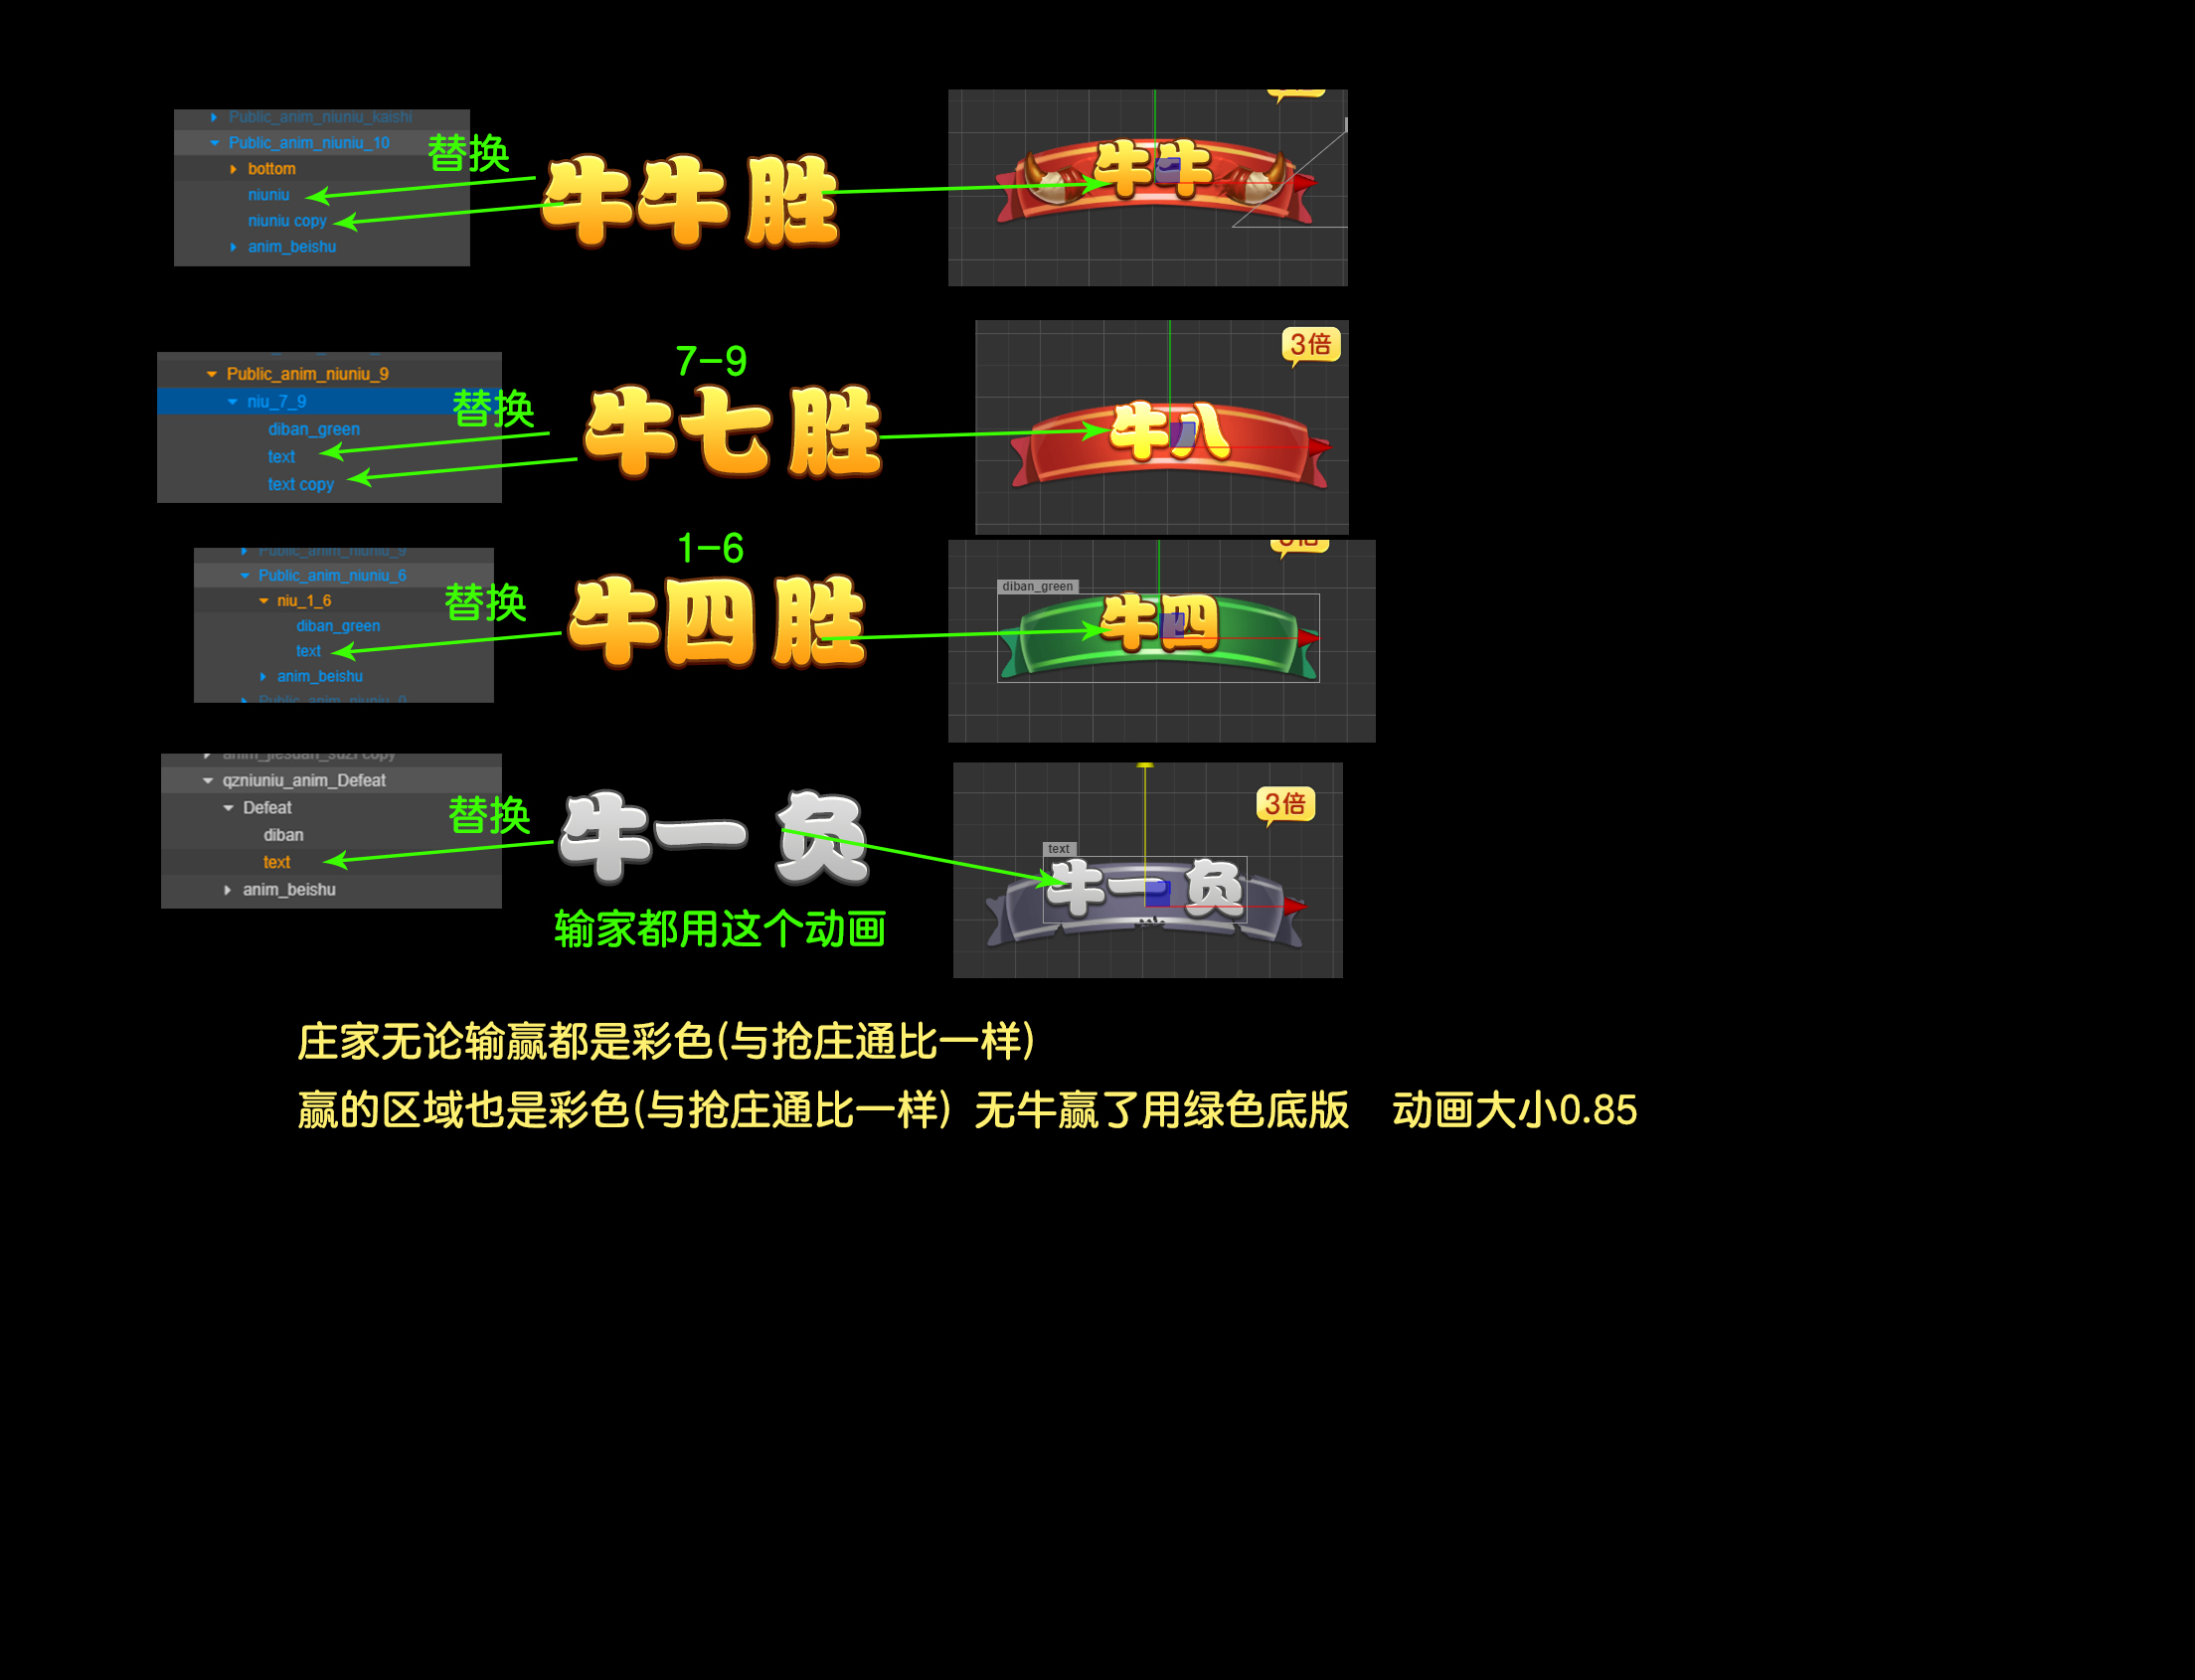 Public_anim_niuniu_kaishi
Public_anim_niuniu_10
bottom
niuniu
niuniu copy
anim_beishu
替换
牛牛 胜
牛牛
Public_anim_niuniu_9
niu_7_9
diban_green
text
text copy
替换
7-9
牛七 胜
3倍
牛八
Public_anim_niuniu_9
Public_anim_niuniu_6
niu_1_6
diban_green
text
anim_beishu
Public_anim_niuniu_9
替换
1-6
牛四 胜
3倍
diban_green
牛四
anim_jiesuan_suzi copy
qzniuniu_anim_Defeat
Defeat
diban
text
anim_beishu
替换
牛一 负
输家都用这个动画
3倍
text
牛一 负
庄家无论输赢都是彩色(与抢庄通比一样)
赢的区域也是彩色(与抢庄通比一样) 无牛赢了用绿色底版 动画大小0.85